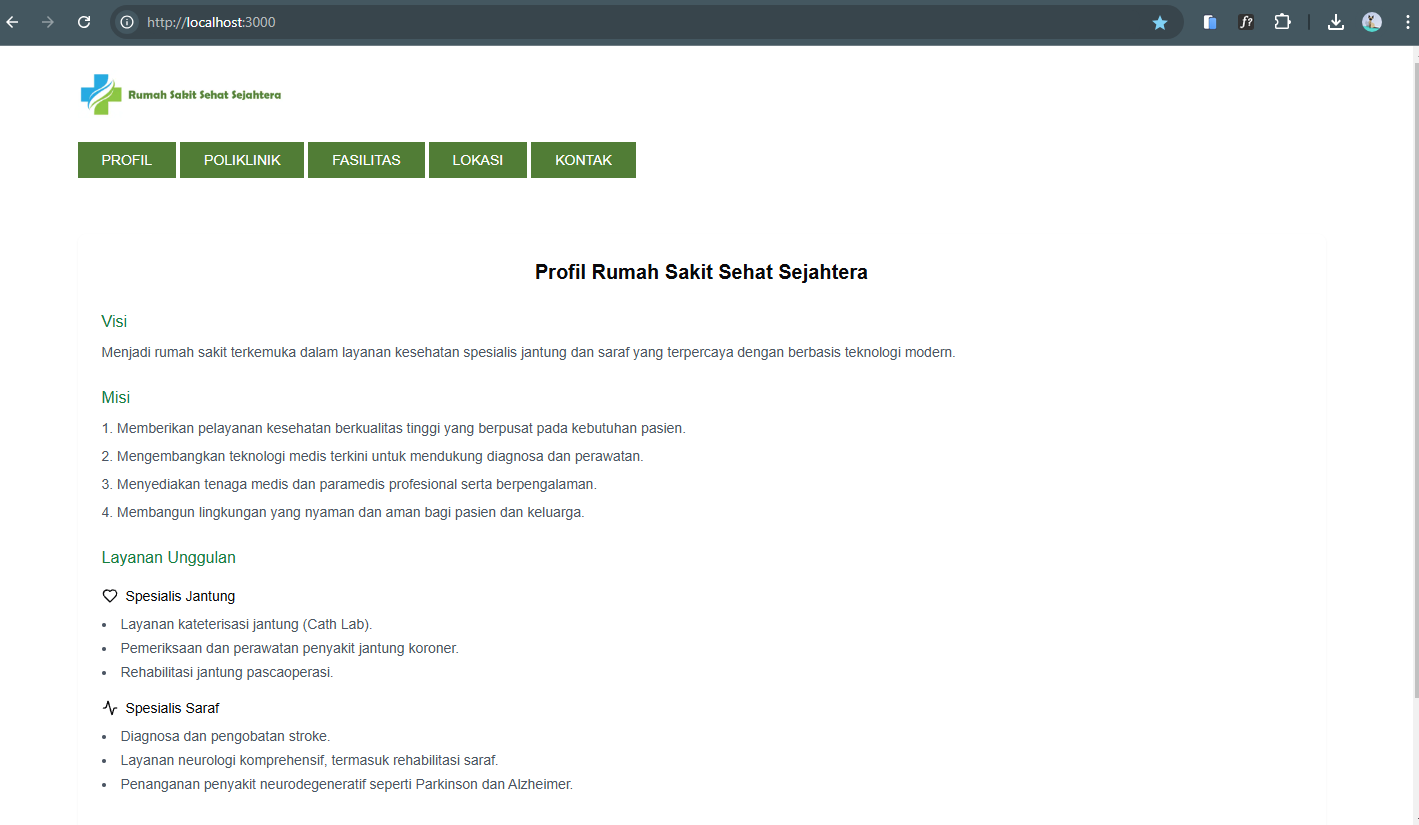 http://localhost:3000
f?
Rumah Sakit Sehat Sejahtera
PROFIL POLIKLINIK FASILITAS LOKASI KONTAK
Profil Rumah Sakit Sehat Sejahtera
Visi
Menjadi rumah sakit terkemuka dalam layanan kesehatan spesialis jantung dan saraf yang terpercaya dengan berbasis teknologi modern.
Misi
1. Memberikan pelayanan kesehatan berkualitas tinggi yang berpusat pada kebutuhan pasien.
2. Mengembangkan teknologi medis terkini untuk mendukung diagnosa dan perawatan.
3. Menyediakan tenaga medis dan paramedis profesional serta berpengalaman.
4. Membangun lingkungan yang nyaman dan aman bagi pasien dan keluarga.
Layanan Unggulan
Spesialis Jantung
• Layanan kateterisasi jantung (Cath Lab).
• Pemeriksaan dan perawatan penyakit jantung koroner.
• Rehabilitasi jantung pascaoperasi.
Spesialis Saraf
• Diagnosa dan pengobatan stroke.
• Layanan neurologi komprehensif, termasuk rehabilitasi saraf.
• Penanganan penyakit neurodegeneratif seperti Parkinson dan Alzheimer.